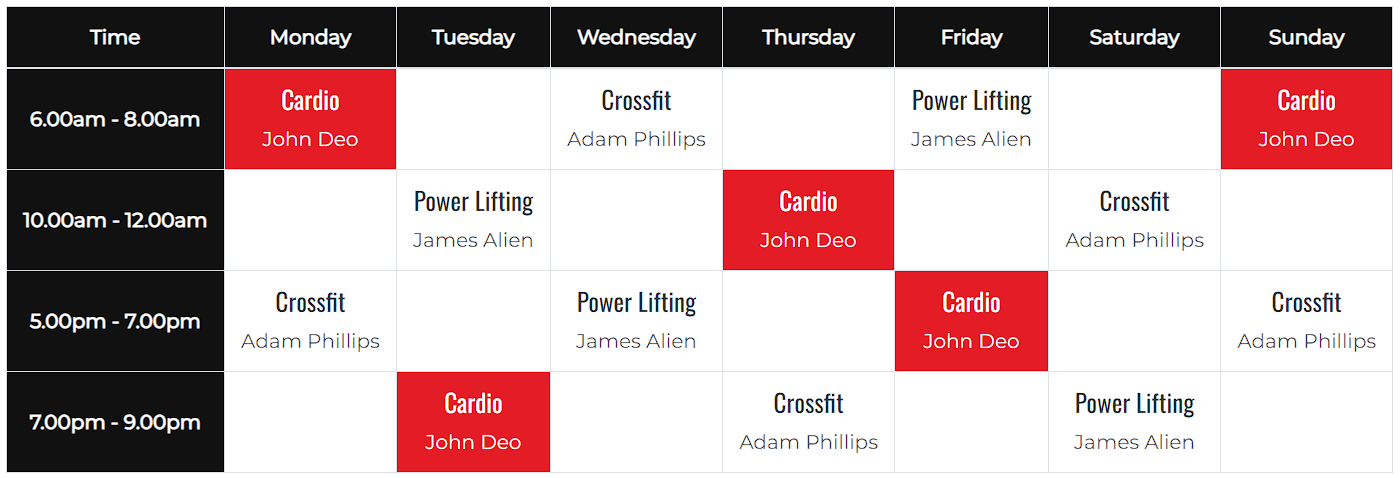 Time Monday Tuesday Wednesday Thursday Friday Saturday Sunday
6.00am - 8.00am Cardio Crossfit Power Lifting Cardio
John Deo Adam Phillips James Alien John Deo
10.00am - 12.00am Power Lifting Cardio Crossfit
James Alien John Deo Adam Phillips
5.00pm - 7.00pm Crossfit Power Lifting Cardio Crossfit
Adam Phillips James Alien John Deo Adam Phillips
7.00pm - 9.00pm Cardio Crossfit Power Lifting
John Deo Adam Phillips James Alien